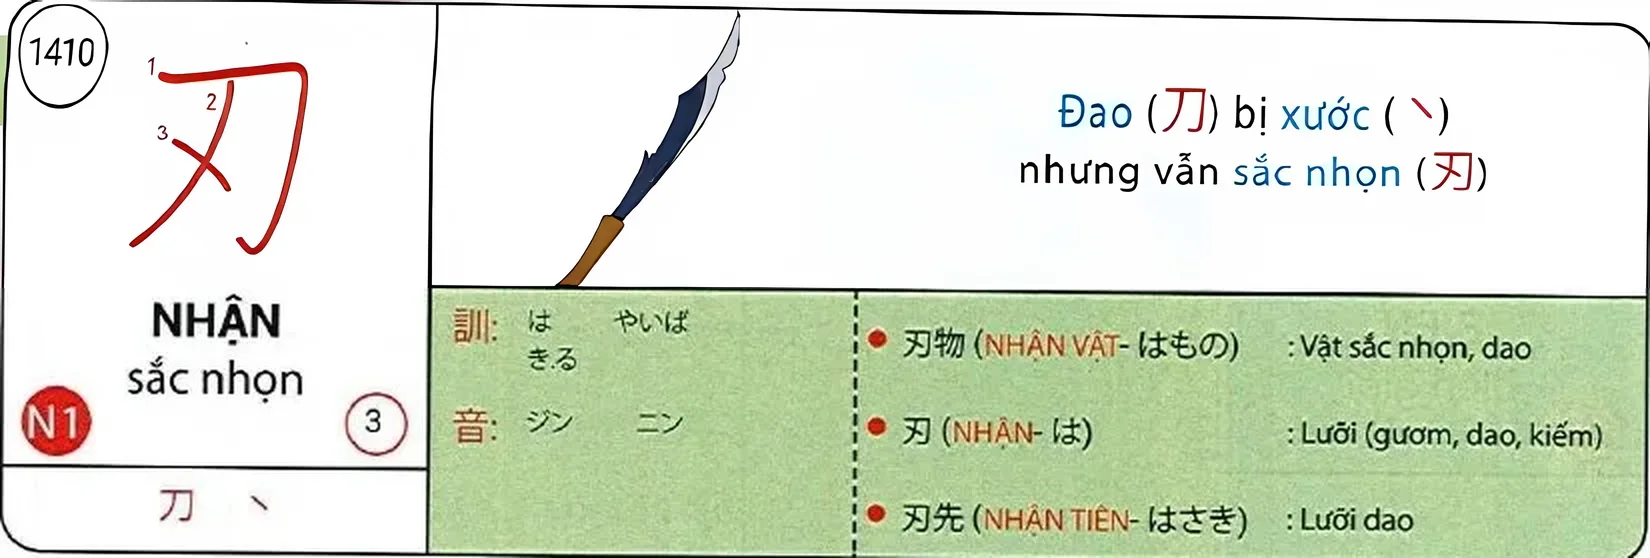 1410
1
2
3
刃
NHẬN
sắc nhọn
N1
3
刀 丶
Đao (刀) bị xước (丶)
nhưng vẫn sắc nhọn (刃)
訓: は やいば
き.る
音: ジン ニン
刃物 (NHẬN VẬT- はもの) : Vật sắc nhọn, dao
刃 (NHẬN- は) : Lưỡi (gươm, dao, kiếm)
刃先 (NHẬN TIÊN- はさき) : Lưỡi dao